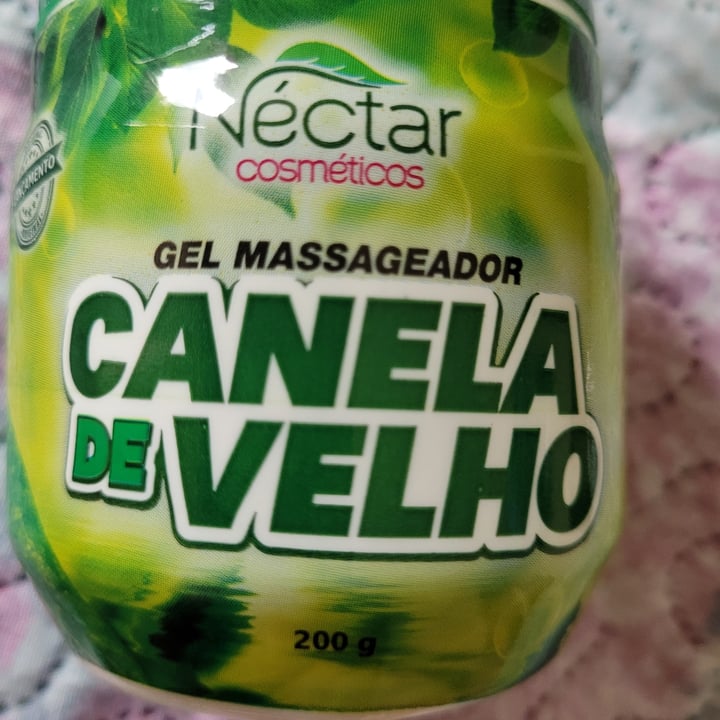 Néctar
cosméticos
GEL MASSAGEADOR
CANELA
DE VELHO
200 g